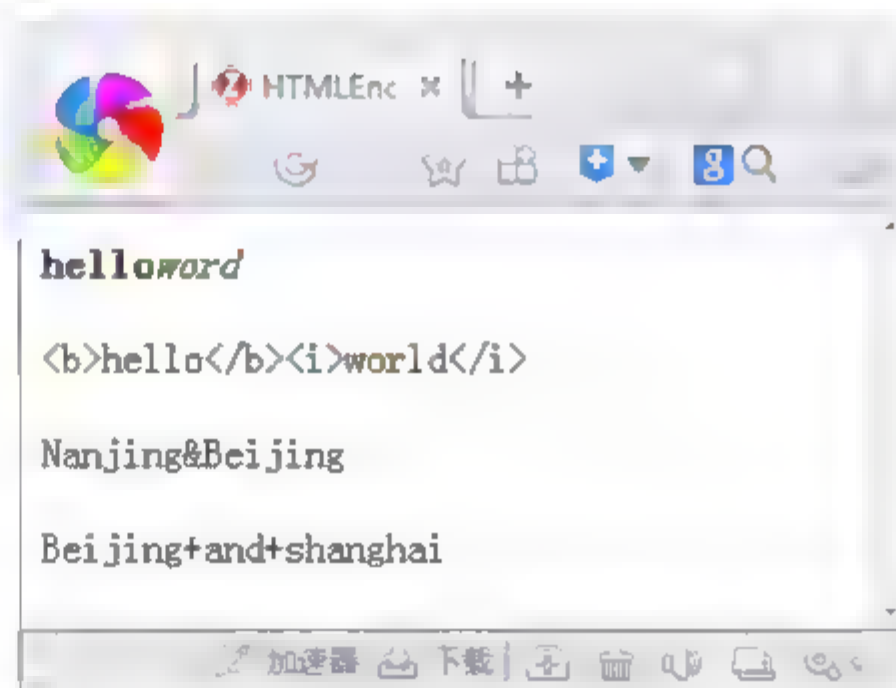 HTMLEnc
helloword
<b>hello</b><i>world</i>
Nanjing&Beijing
Beijing+and+shanghai
加速器 下载